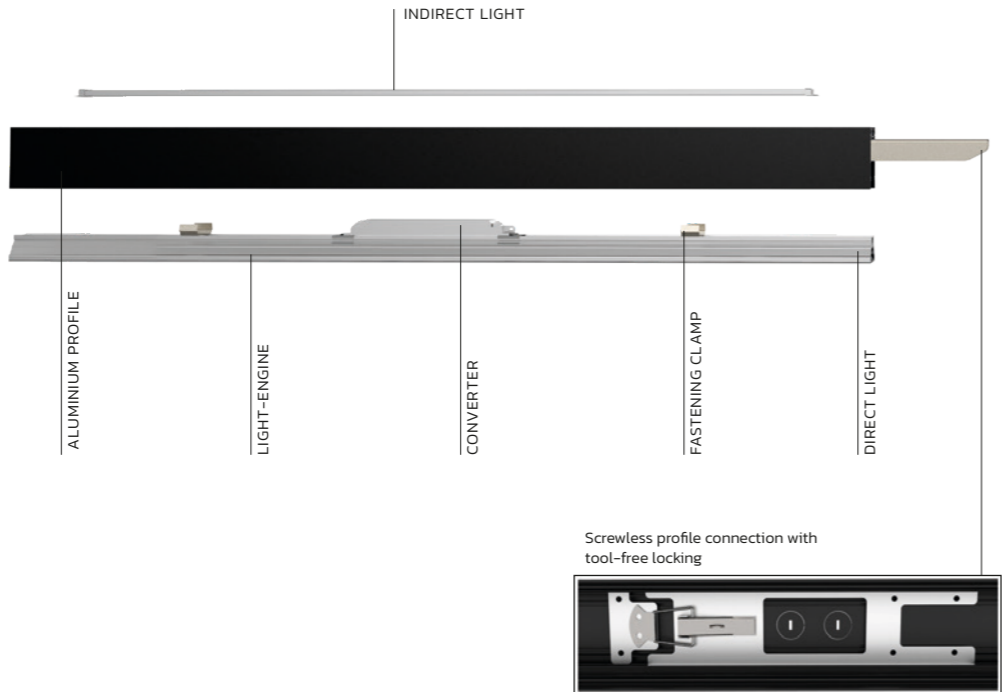 INDIRECT LIGHT
ALUMINIUM PROFILE
LIGHT-ENGINE
CONVERTER
FASTENING CLAMP
DIRECT LIGHT
Screwless profile connection with
tool-free locking